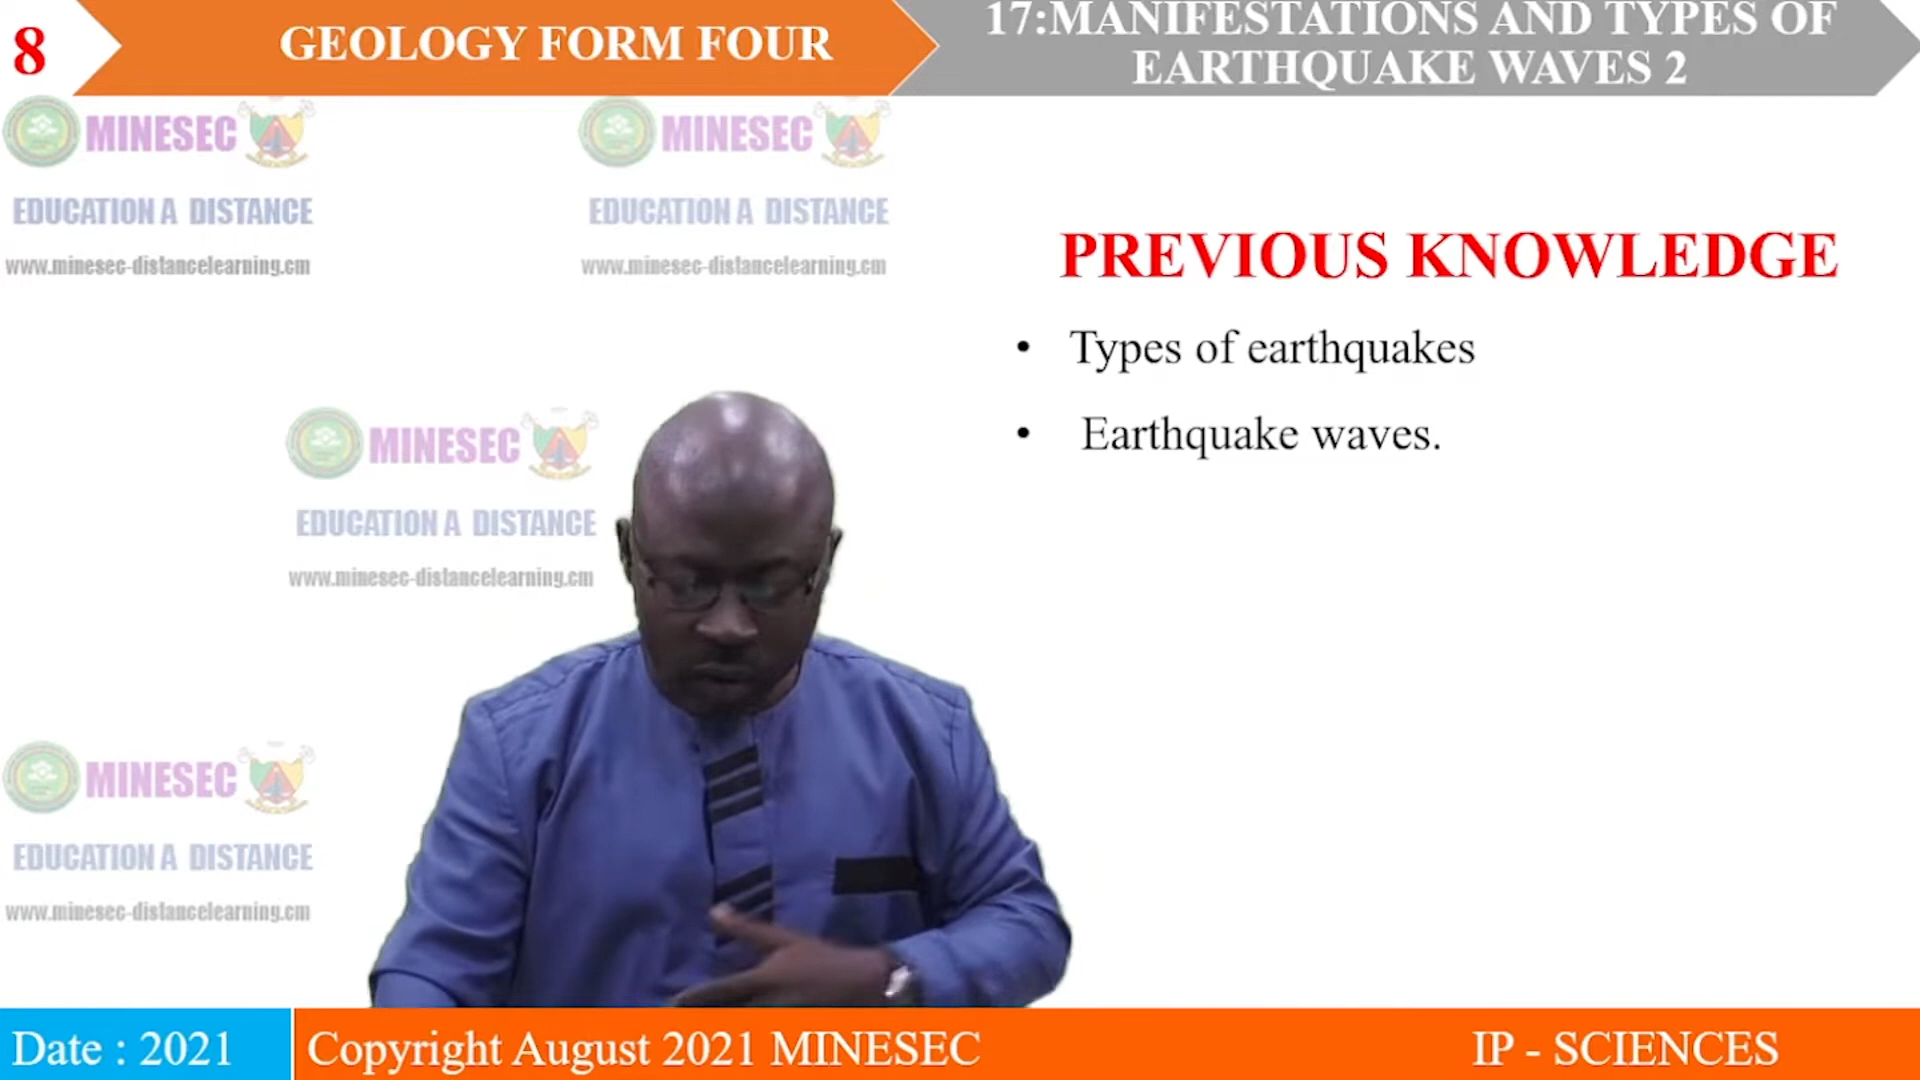 8
GEOLOGY FORM FOUR
17:MANIFESTATIONS AND TYPES OF
EARTHQUAKE WAVES 2
MINESEC
EDUCATION A DISTANCE
www.minesec-distancelearning.cm
MINESEC
EDUCATION A DISTANCE
www.minesec-distancelearning.cm
PREVIOUS KNOWLEDGE
• Types of earthquakes
• Earthquake waves.
MINESEC
EDUCATION A DISTANCE
www.minesec-distancelearning.cm
MINESEC
EDUCATION A DISTANCE
www.minesec-distancelearning.cm
Date : 2021
Copyright August 2021 MINESEC
IP - SCIENCES